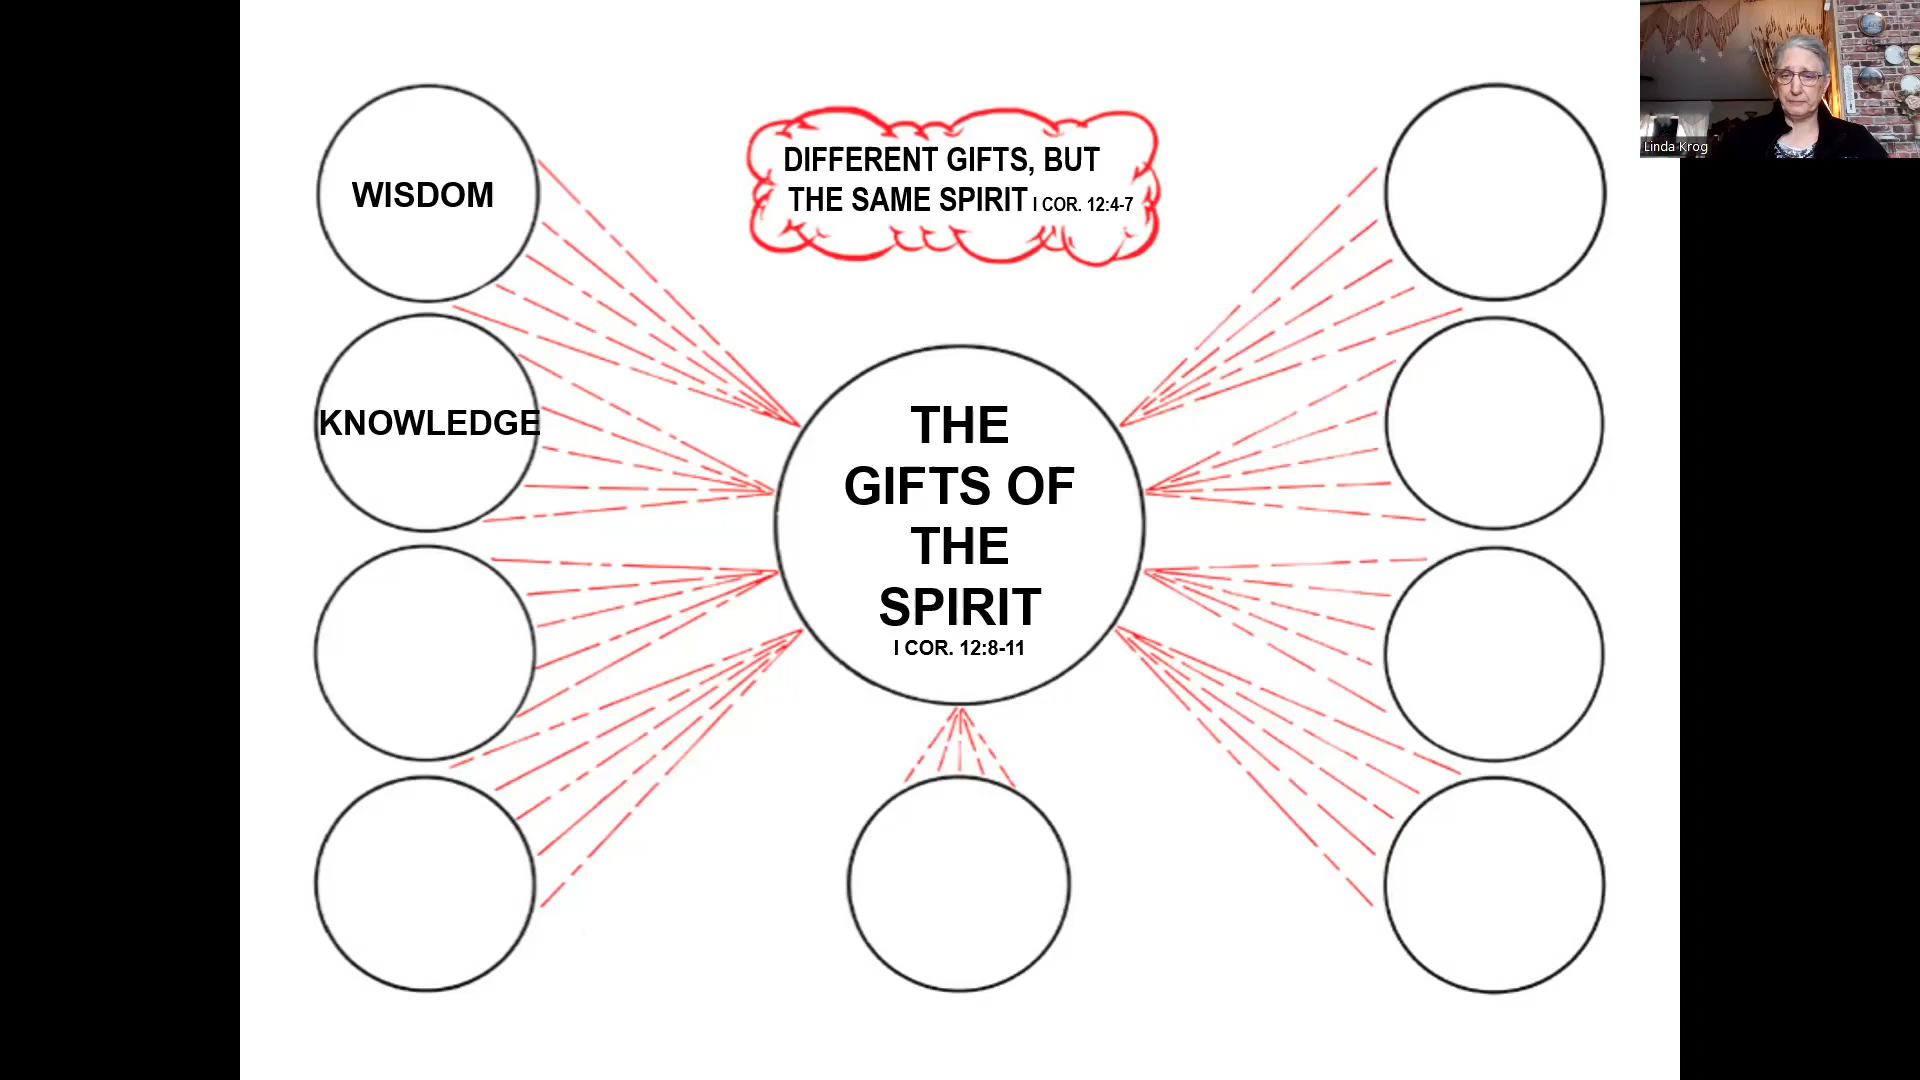 DIFFERENT GIFTS, BUT
THE SAME SPIRIT I COR. 12:4-7
Linda Krog
WISDOM
KNOWLEDGE
THE
GIFTS OF
THE
SPIRIT
I COR. 12:8-11